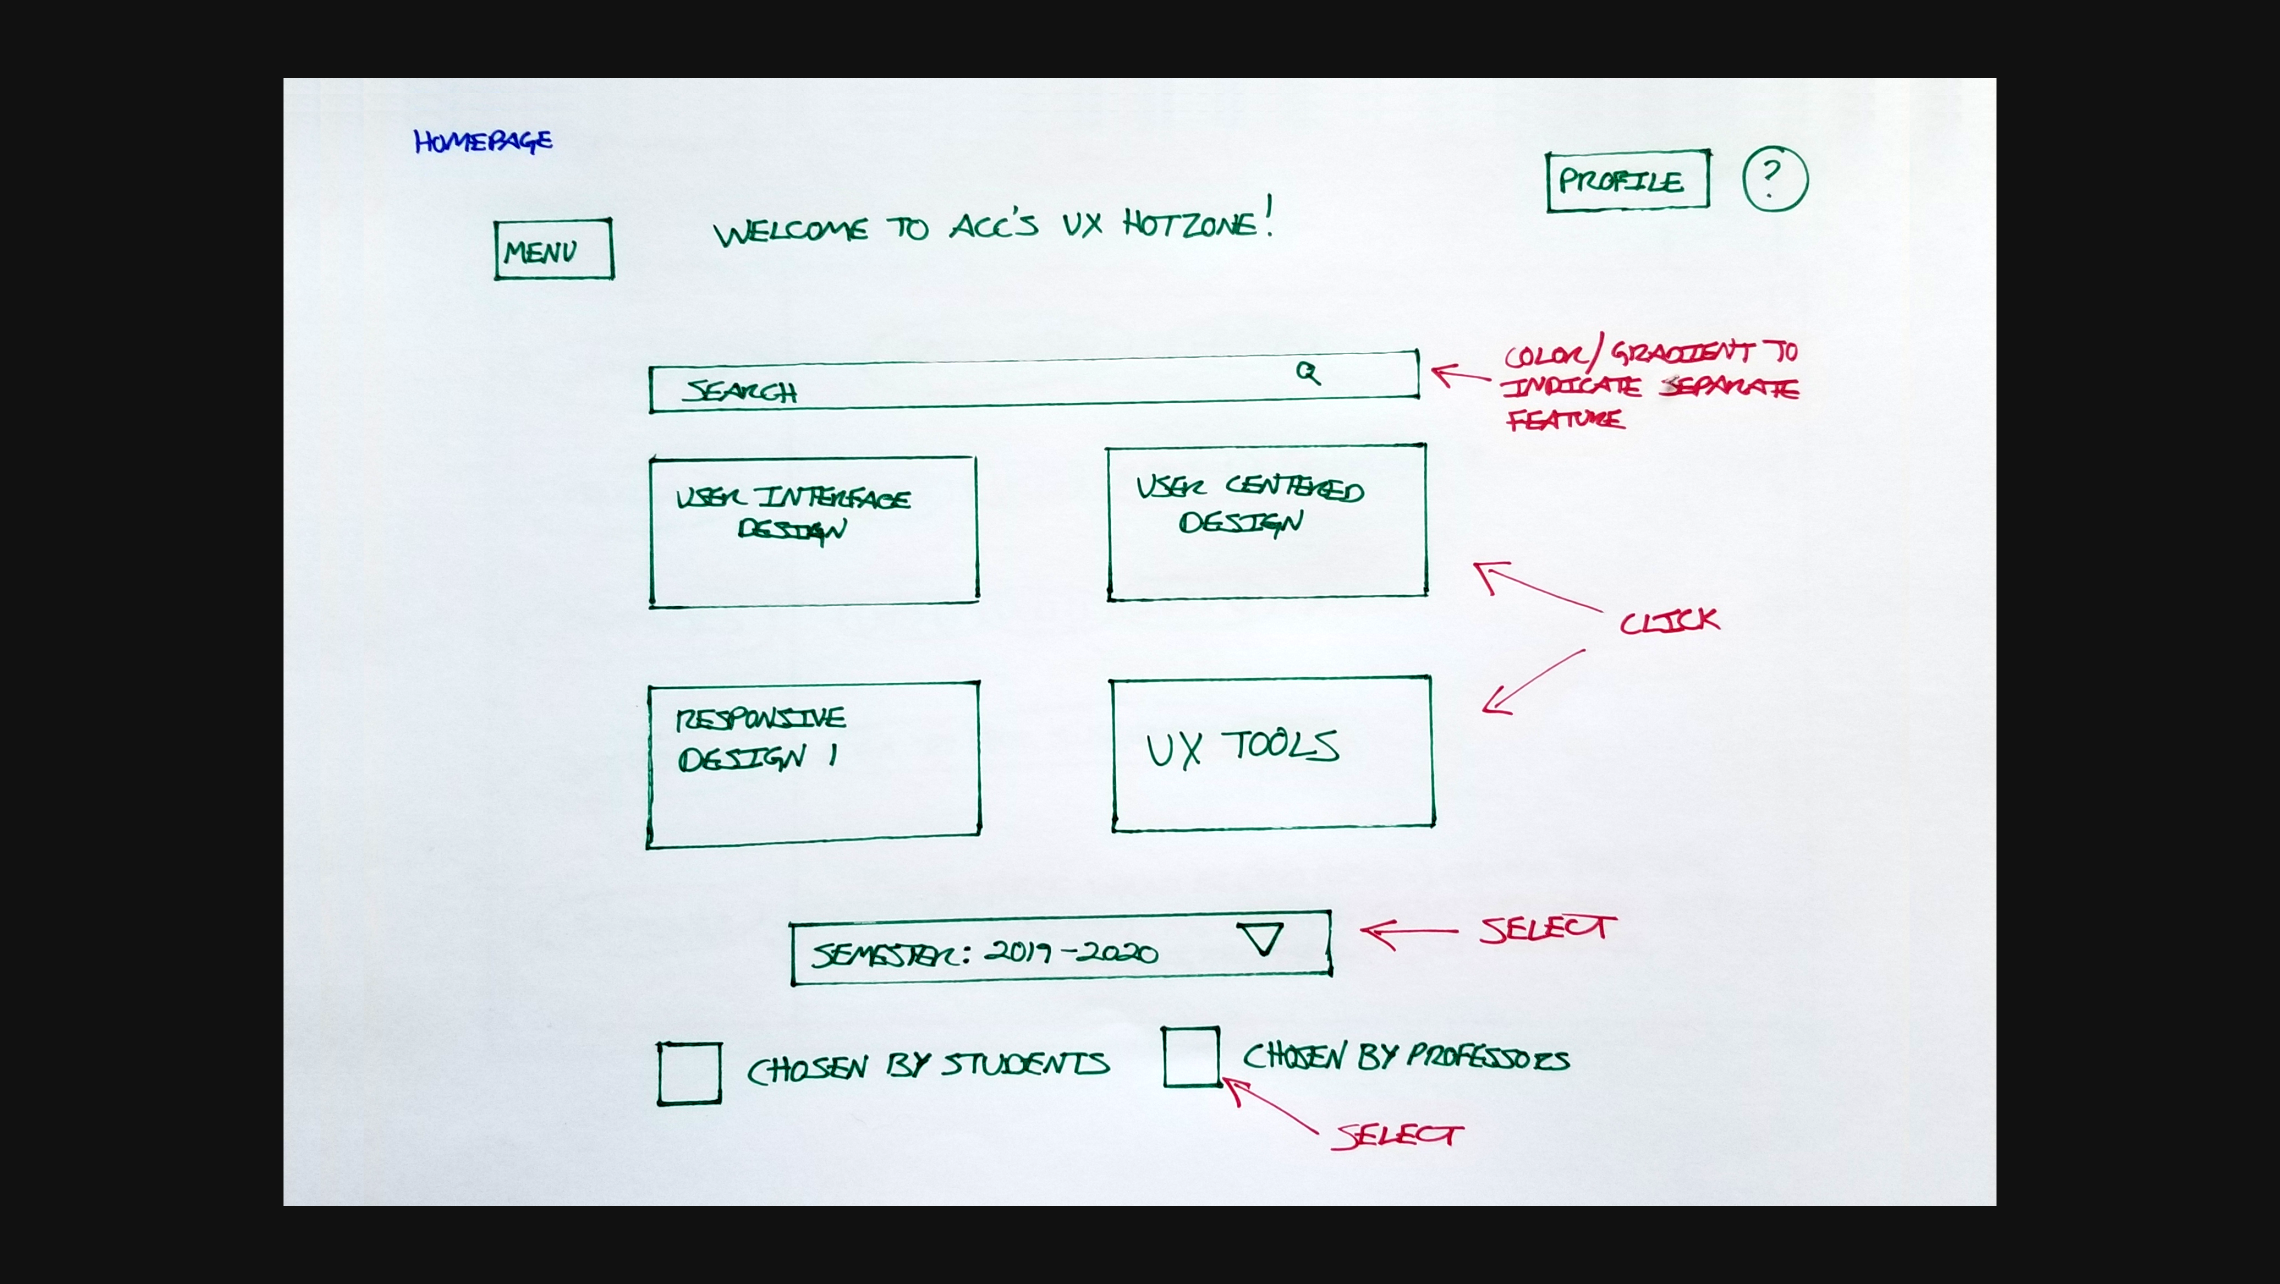 HOMEPAGE
PROFILE ?
MENU
WELCOME TO ACC'S UX HOTZONE!
SEARCH
COLOR/GRADIENT TO
INDICATE SEPARATE
FEATURE
USER INTERFACE
DESIGN
USER CENTERED
DESIGN
CLICK
RESPONSIVE
DESIGN 1
UX TOOLS
SEMESTER: 2019-2020
SELECT
CHOSEN BY STUDENTS
CHOSEN BY PROFESSORS
SELECT